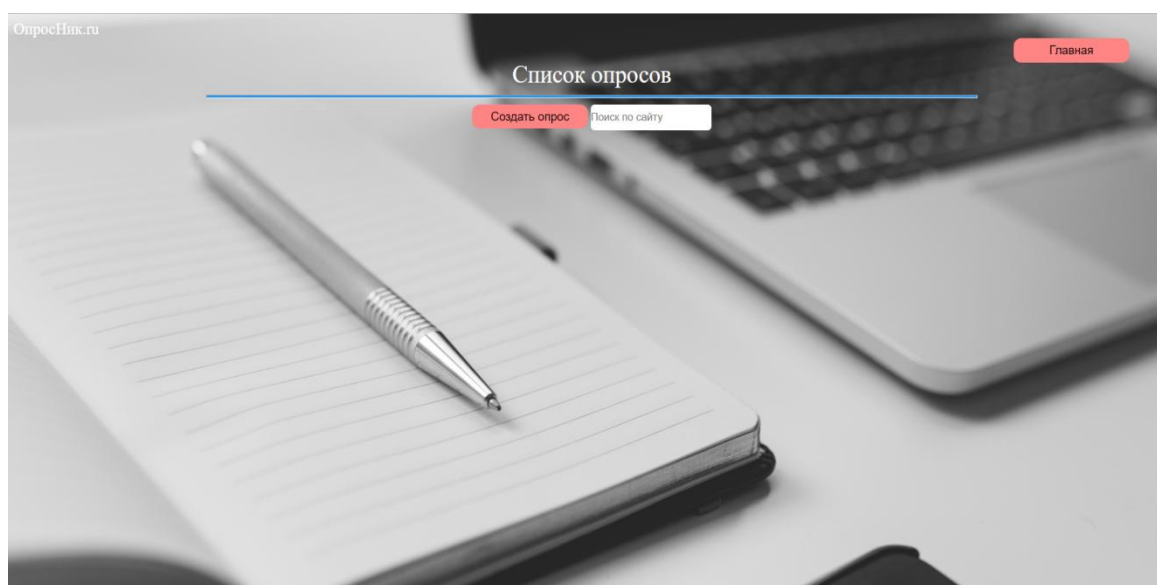 ОпросНик.ru
Главная
Список опросов
Создать опрос
Поиск по сайту